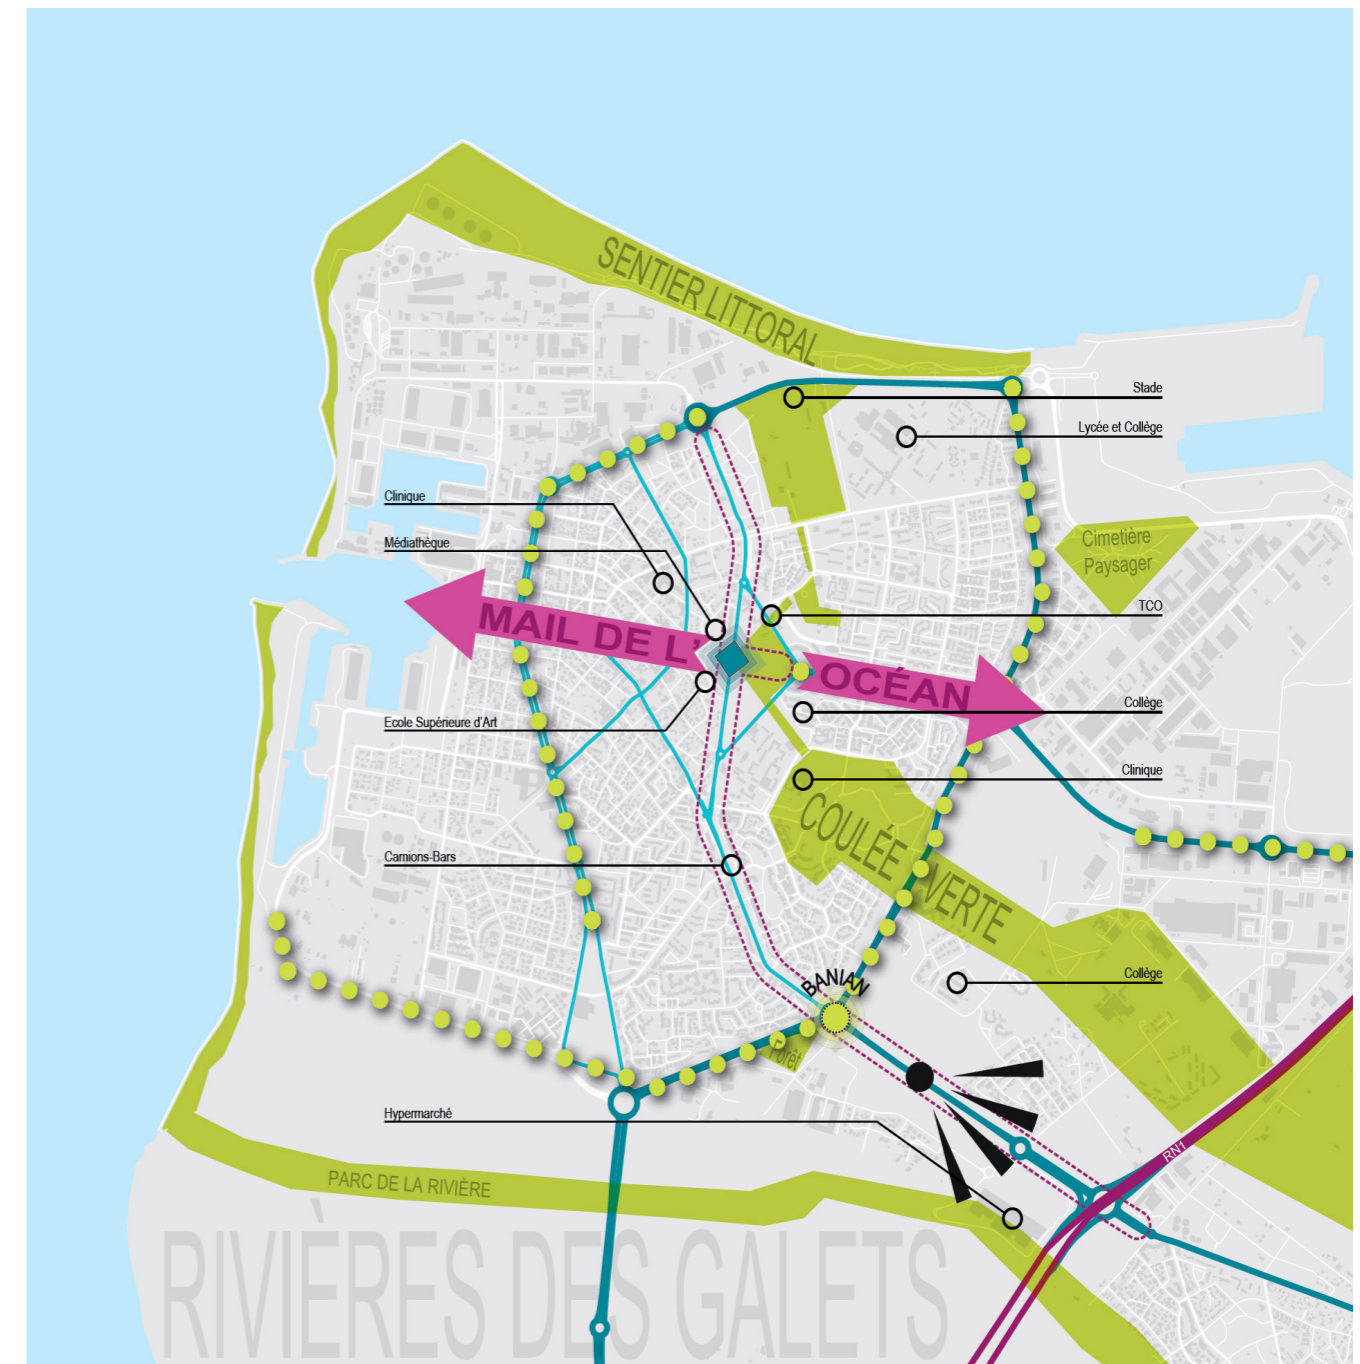 SENTIER LITTORAL
Stade
Lycée et Collège
Clinique
Cimetière
Paysager
Médiathèque
TCO
MAIL DE L'
OCÉAN
Collège
Ecole Supérieure d'Art
Clinique
COULÉE VERTE
Camions-Bars
Collège
BANIAN
Forêt
Hypermarché
RN1
PARC DE LA RIVIÈRE
RIVIÈRES DES GALETS